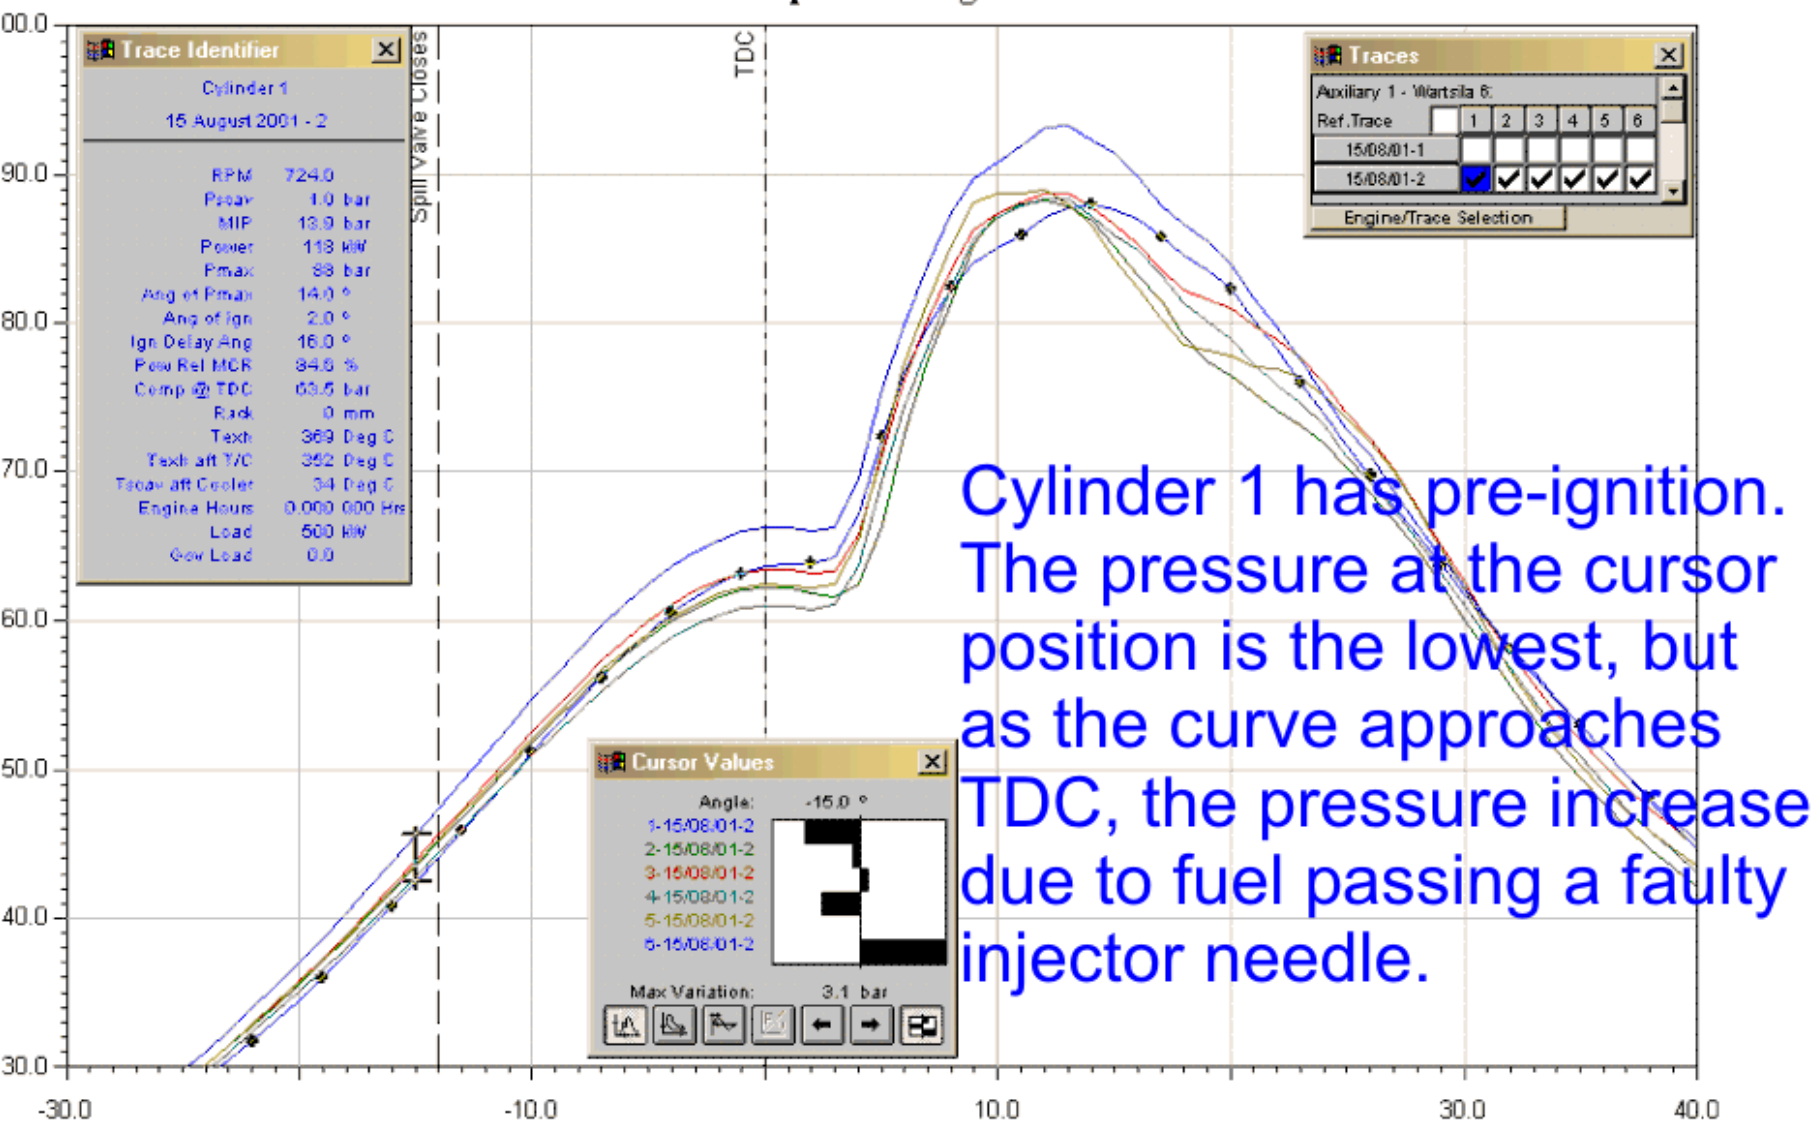 00.0
90.0
80.0
70.0
60.0
50.0
40.0
30.0
-30.0
-10.0
10.0
30.0
40.0
Spill Valve Closes
TDC
Trace Identifier
Cylinder 1
15 August 2001 - 2
RPM 724.0
Pscav 1.0 bar
MIP 13.9 bar
Power 118 kW
Pmax 88 bar
Ang of Pmax 14.0 °
Ang of Ign 2.0 °
Ign Delay Ang 16.0 °
Pow Rel MCR 84.6 %
Comp @ TDC 63.5 bar
Rack 0 mm
Texh 369 Deg C
Texh aft T/C 352 Deg C
Tscav aft Cooler 34 Deg C
Engine Hours 0.000 000 Hrs
Load 500 kW
Gov Load 0.0
Traces
Auxiliary 1 - Wartsila 6
Ref.Trace 1 2 3 4 5 6
15/08/01-1
15/08/01-2
Engine/Trace Selection
Cursor Values
Angle: -15.0 °
1-15/08/01-2
2-15/08/01-2
3-15/08/01-2
4-15/08/01-2
5-15/08/01-2
6-15/08/01-2
Max Variation: 3.1 bar
Cylinder 1 has pre-ignition.
The pressure at the cursor
position is the lowest, but
as the curve approaches
TDC, the pressure increase
due to fuel passing a faulty
injector needle.